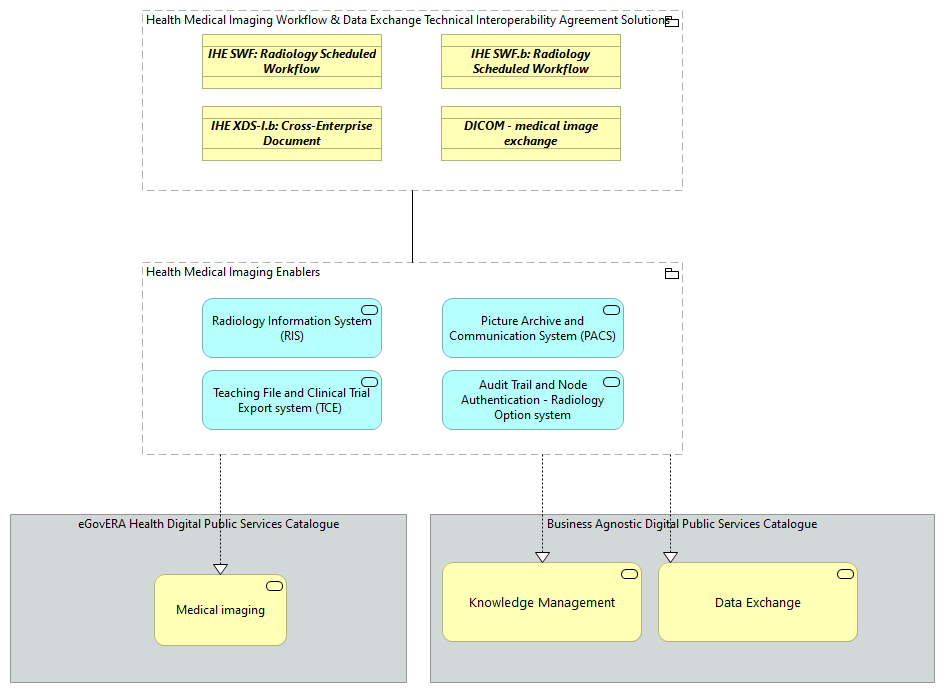 Health Medical Imaging Workflow & Data Exchange Technical Interoperability Agreement Solutions
IHE SWF: Radiology Scheduled
Workflow
IHE SWF.b: Radiology
Scheduled Workflow
IHE XDS-I.b: Cross-Enterprise
Document
DICOM - medical image
exchange
Health Medical Imaging Enablers
Radiology Information System
(RIS)
Picture Archive and
Communication System (PACS)
Teaching File and Clinical Trial
Export system (TCE)
Audit Trail and Node
Authentication - Radiology
Option system
eGovERA Health Digital Public Services Catalogue
Business Agnostic Digital Public Services Catalogue
Medical imaging
Knowledge Management
Data Exchange